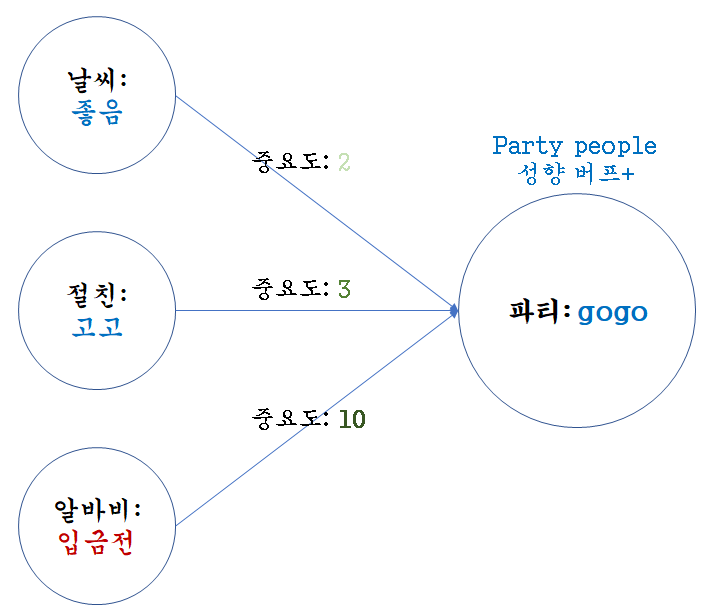 날씨:
좋음
중요도: 2
Party people
성향 버프+
절친:
고고
중요도: 3
파티: gogo
중요도: 10
알바비:
입금전